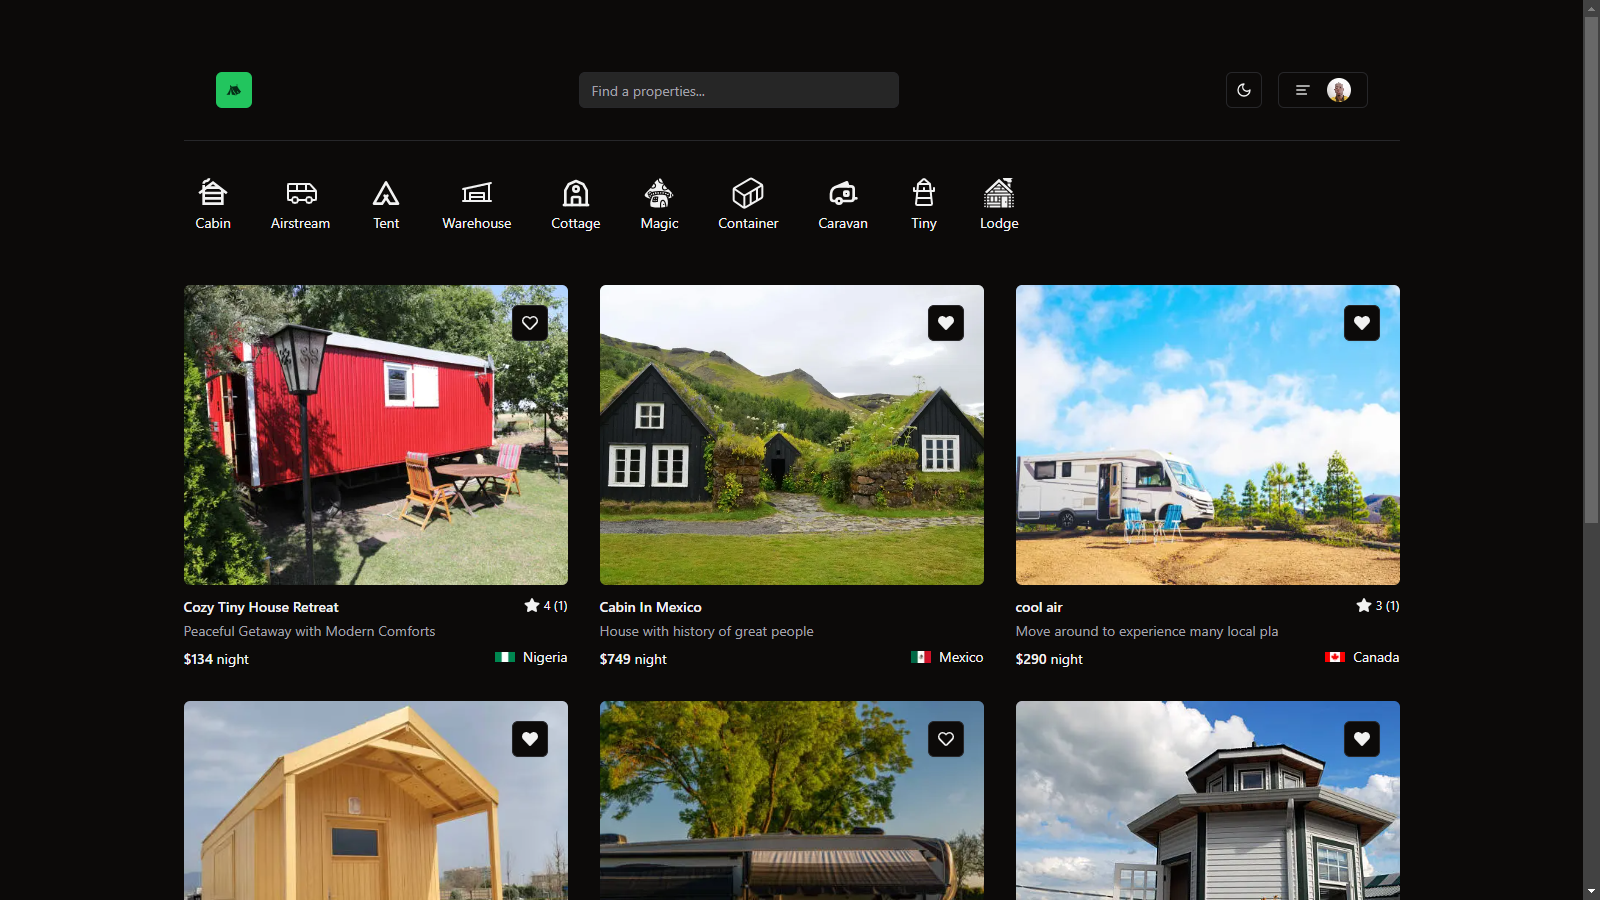 Find a properties...
Cabin Airstream Tent Warehouse Cottage Magic Container Caravan Tiny Lodge
Cozy Tiny House Retreat 4 (1)
Peaceful Getaway with Modern Comforts
$134 night Nigeria
Cabin In Mexico
House with history of great people
$749 night Mexico
cool air 3 (1)
Move around to experience many local pla
$290 night Canada